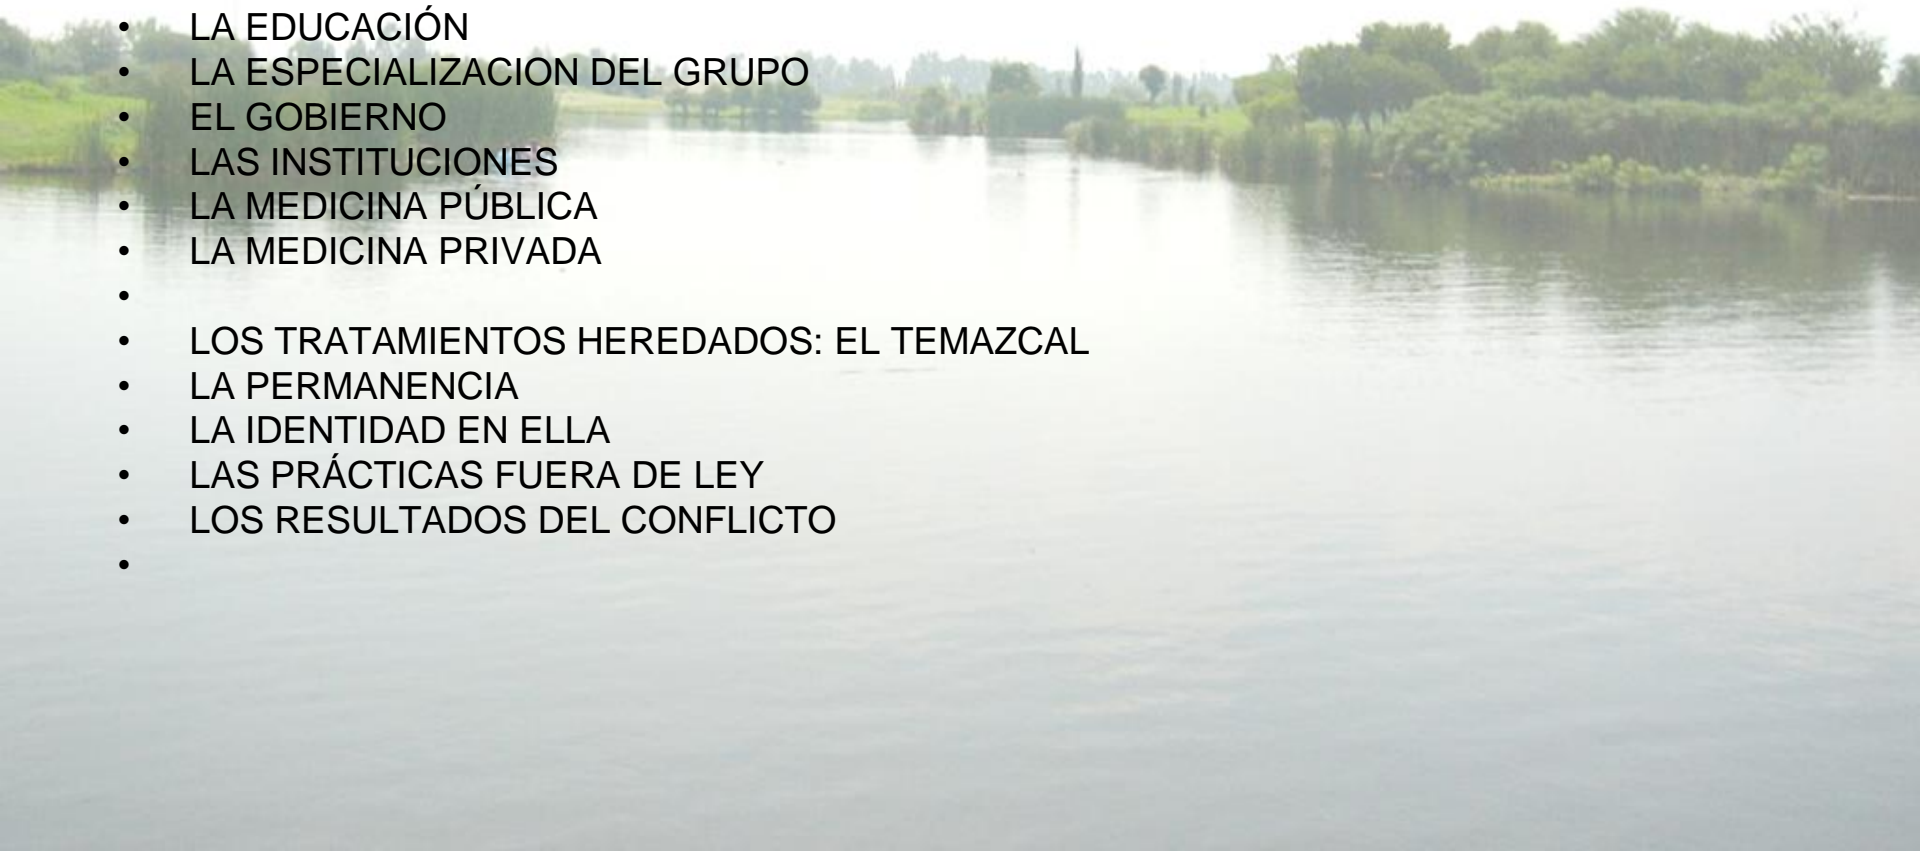 • LA EDUCACIÓN
• LA ESPECIALIZACION DEL GRUPO
• EL GOBIERNO
• LAS INSTITUCIONES
• LA MEDICINA PÚBLICA
• LA MEDICINA PRIVADA
•
• LOS TRATAMIENTOS HEREDADOS: EL TEMAZCAL
• LA PERMANENCIA
• LA IDENTIDAD EN ELLA
• LAS PRÁCTICAS FUERA DE LEY
• LOS RESULTADOS DEL CONFLICTO
•